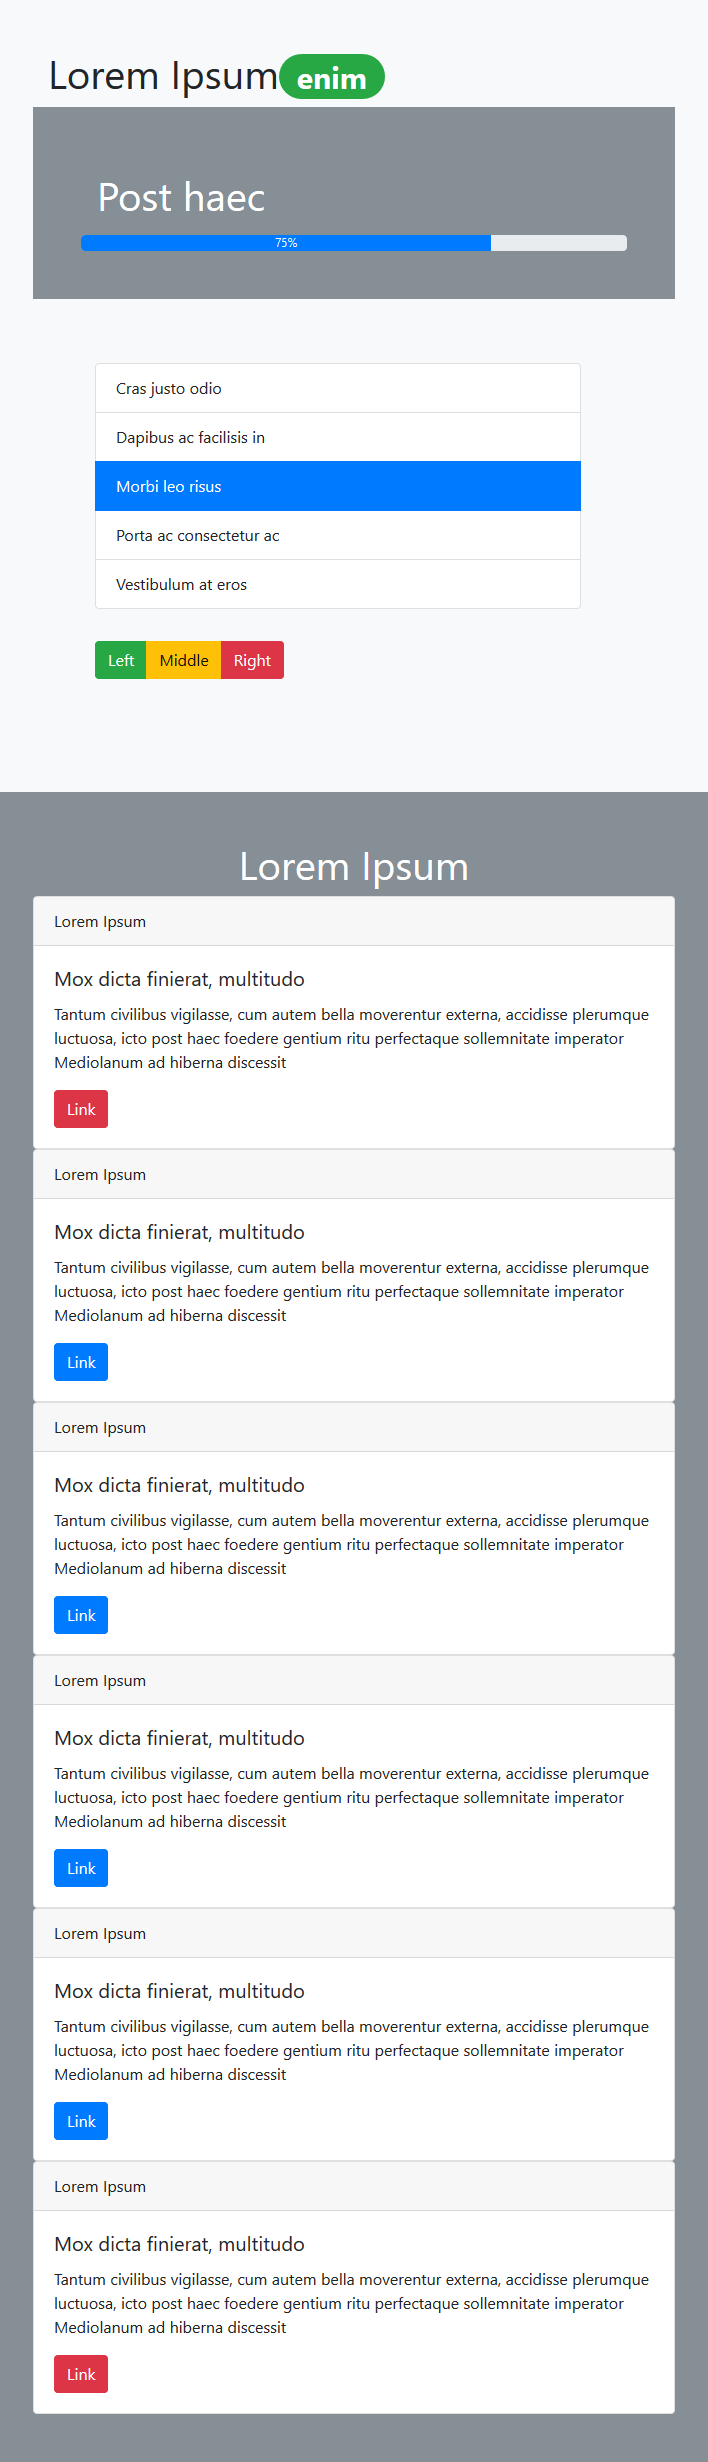 Lorem Ipsum enim
Post haec
75%
Cras justo odio
Dapibus ac facilisis in
Morbi leo risus
Porta ac consectetur ac
Vestibulum at eros
Left Middle Right
Lorem Ipsum
Lorem Ipsum
Mox dicta finierat, multitudo
Tantum civilibus vigilasse, cum autem bella moverentur externa, accidisse plerumque
luctuosa, icto post haec foedere gentium ritu perfectaque sollemnitate imperator
Mediolanum ad hiberna discessit
Link
Lorem Ipsum
Mox dicta finierat, multitudo
Tantum civilibus vigilasse, cum autem bella moverentur externa, accidisse plerumque
luctuosa, icto post haec foedere gentium ritu perfectaque sollemnitate imperator
Mediolanum ad hiberna discessit
Link
Lorem Ipsum
Mox dicta finierat, multitudo
Tantum civilibus vigilasse, cum autem bella moverentur externa, accidisse plerumque
luctuosa, icto post haec foedere gentium ritu perfectaque sollemnitate imperator
Mediolanum ad hiberna discessit
Link
Lorem Ipsum
Mox dicta finierat, multitudo
Tantum civilibus vigilasse, cum autem bella moverentur externa, accidisse plerumque
luctuosa, icto post haec foedere gentium ritu perfectaque sollemnitate imperator
Mediolanum ad hiberna discessit
Link
Lorem Ipsum
Mox dicta finierat, multitudo
Tantum civilibus vigilasse, cum autem bella moverentur externa, accidisse plerumque
luctuosa, icto post haec foedere gentium ritu perfectaque sollemnitate imperator
Mediolanum ad hiberna discessit
Link
Lorem Ipsum
Mox dicta finierat, multitudo
Tantum civilibus vigilasse, cum autem bella moverentur externa, accidisse plerumque
luctuosa, icto post haec foedere gentium ritu perfectaque sollemnitate imperator
Mediolanum ad hiberna discessit
Link